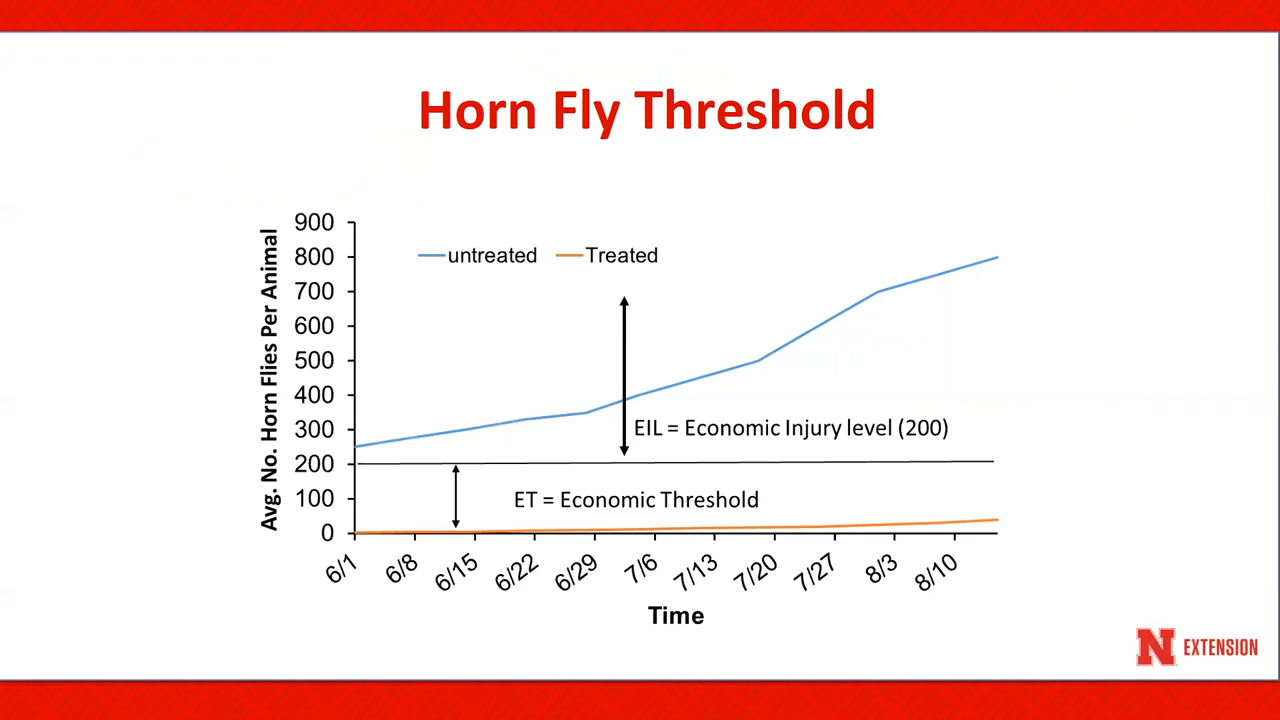 Horn Fly Threshold
Avg. No. Horn Flies Per Animal
900
800
700
600
500
400
300
200
100
0
untreated
Treated
EIL = Economic Injury level (200)
ET = Economic Threshold
6/1
6/8
6/15
6/22
6/29
7/6
7/13
7/20
7/27
8/3
8/10
Time
N EXTENSION